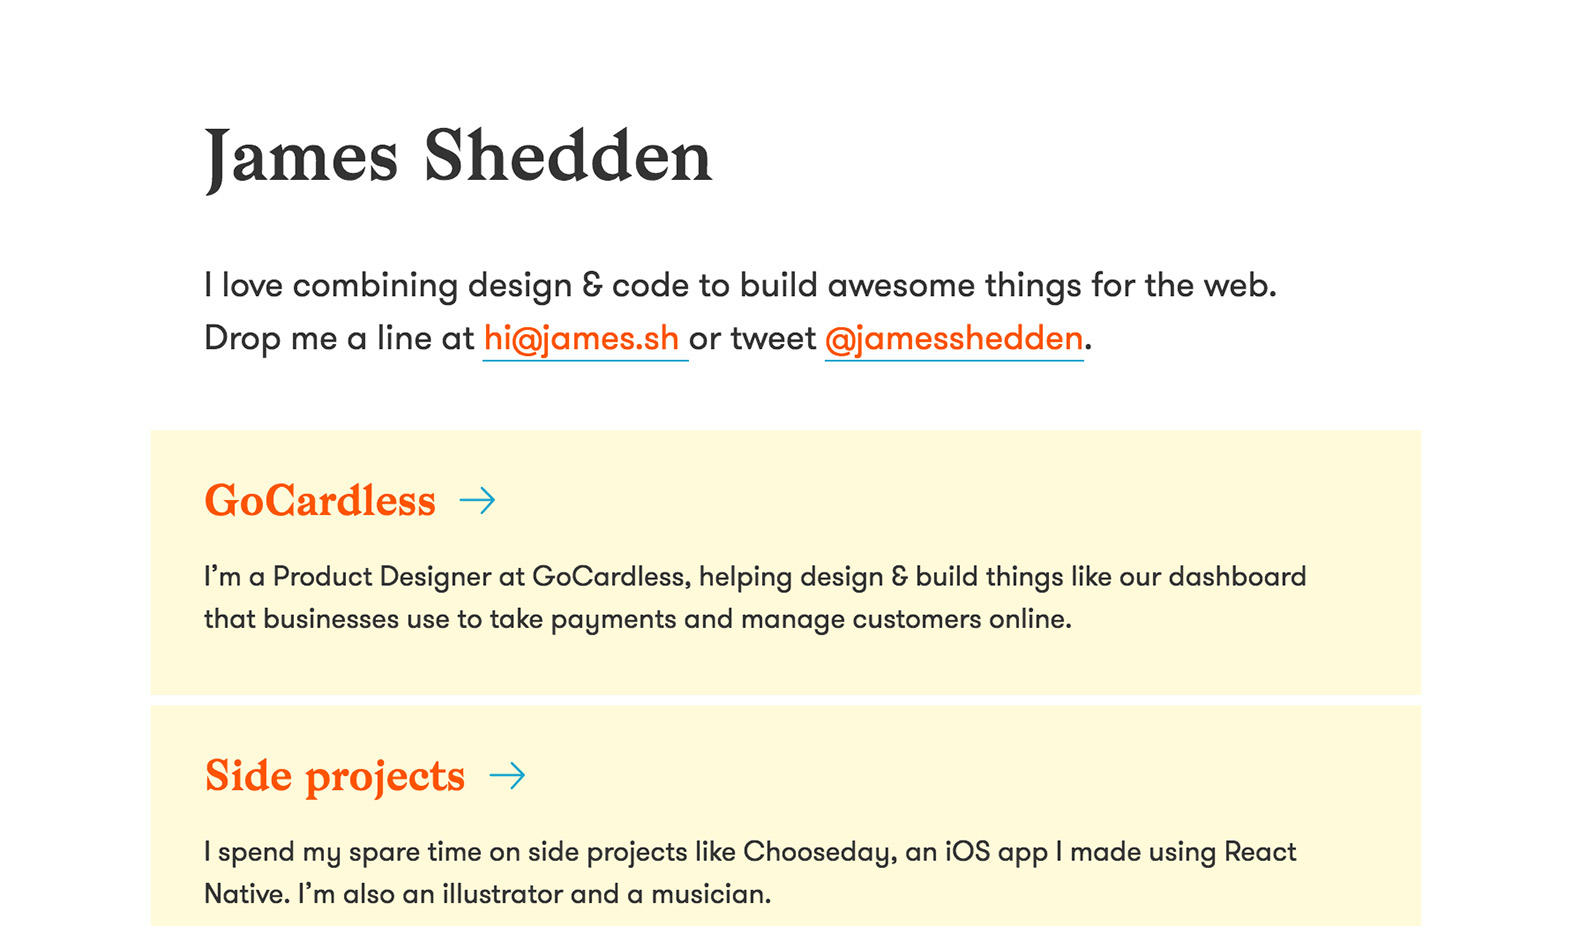 James Shedden
I love combining design & code to build awesome things for the web.
Drop me a line at hi@james.sh or tweet @jamesshedden.
GoCardless →
I’m a Product Designer at GoCardless, helping design & build things like our dashboard
that businesses use to take payments and manage customers online.
Side projects →
I spend my spare time on side projects like Chooseday, an iOS app I made using React
Native. I’m also an illustrator and a musician.